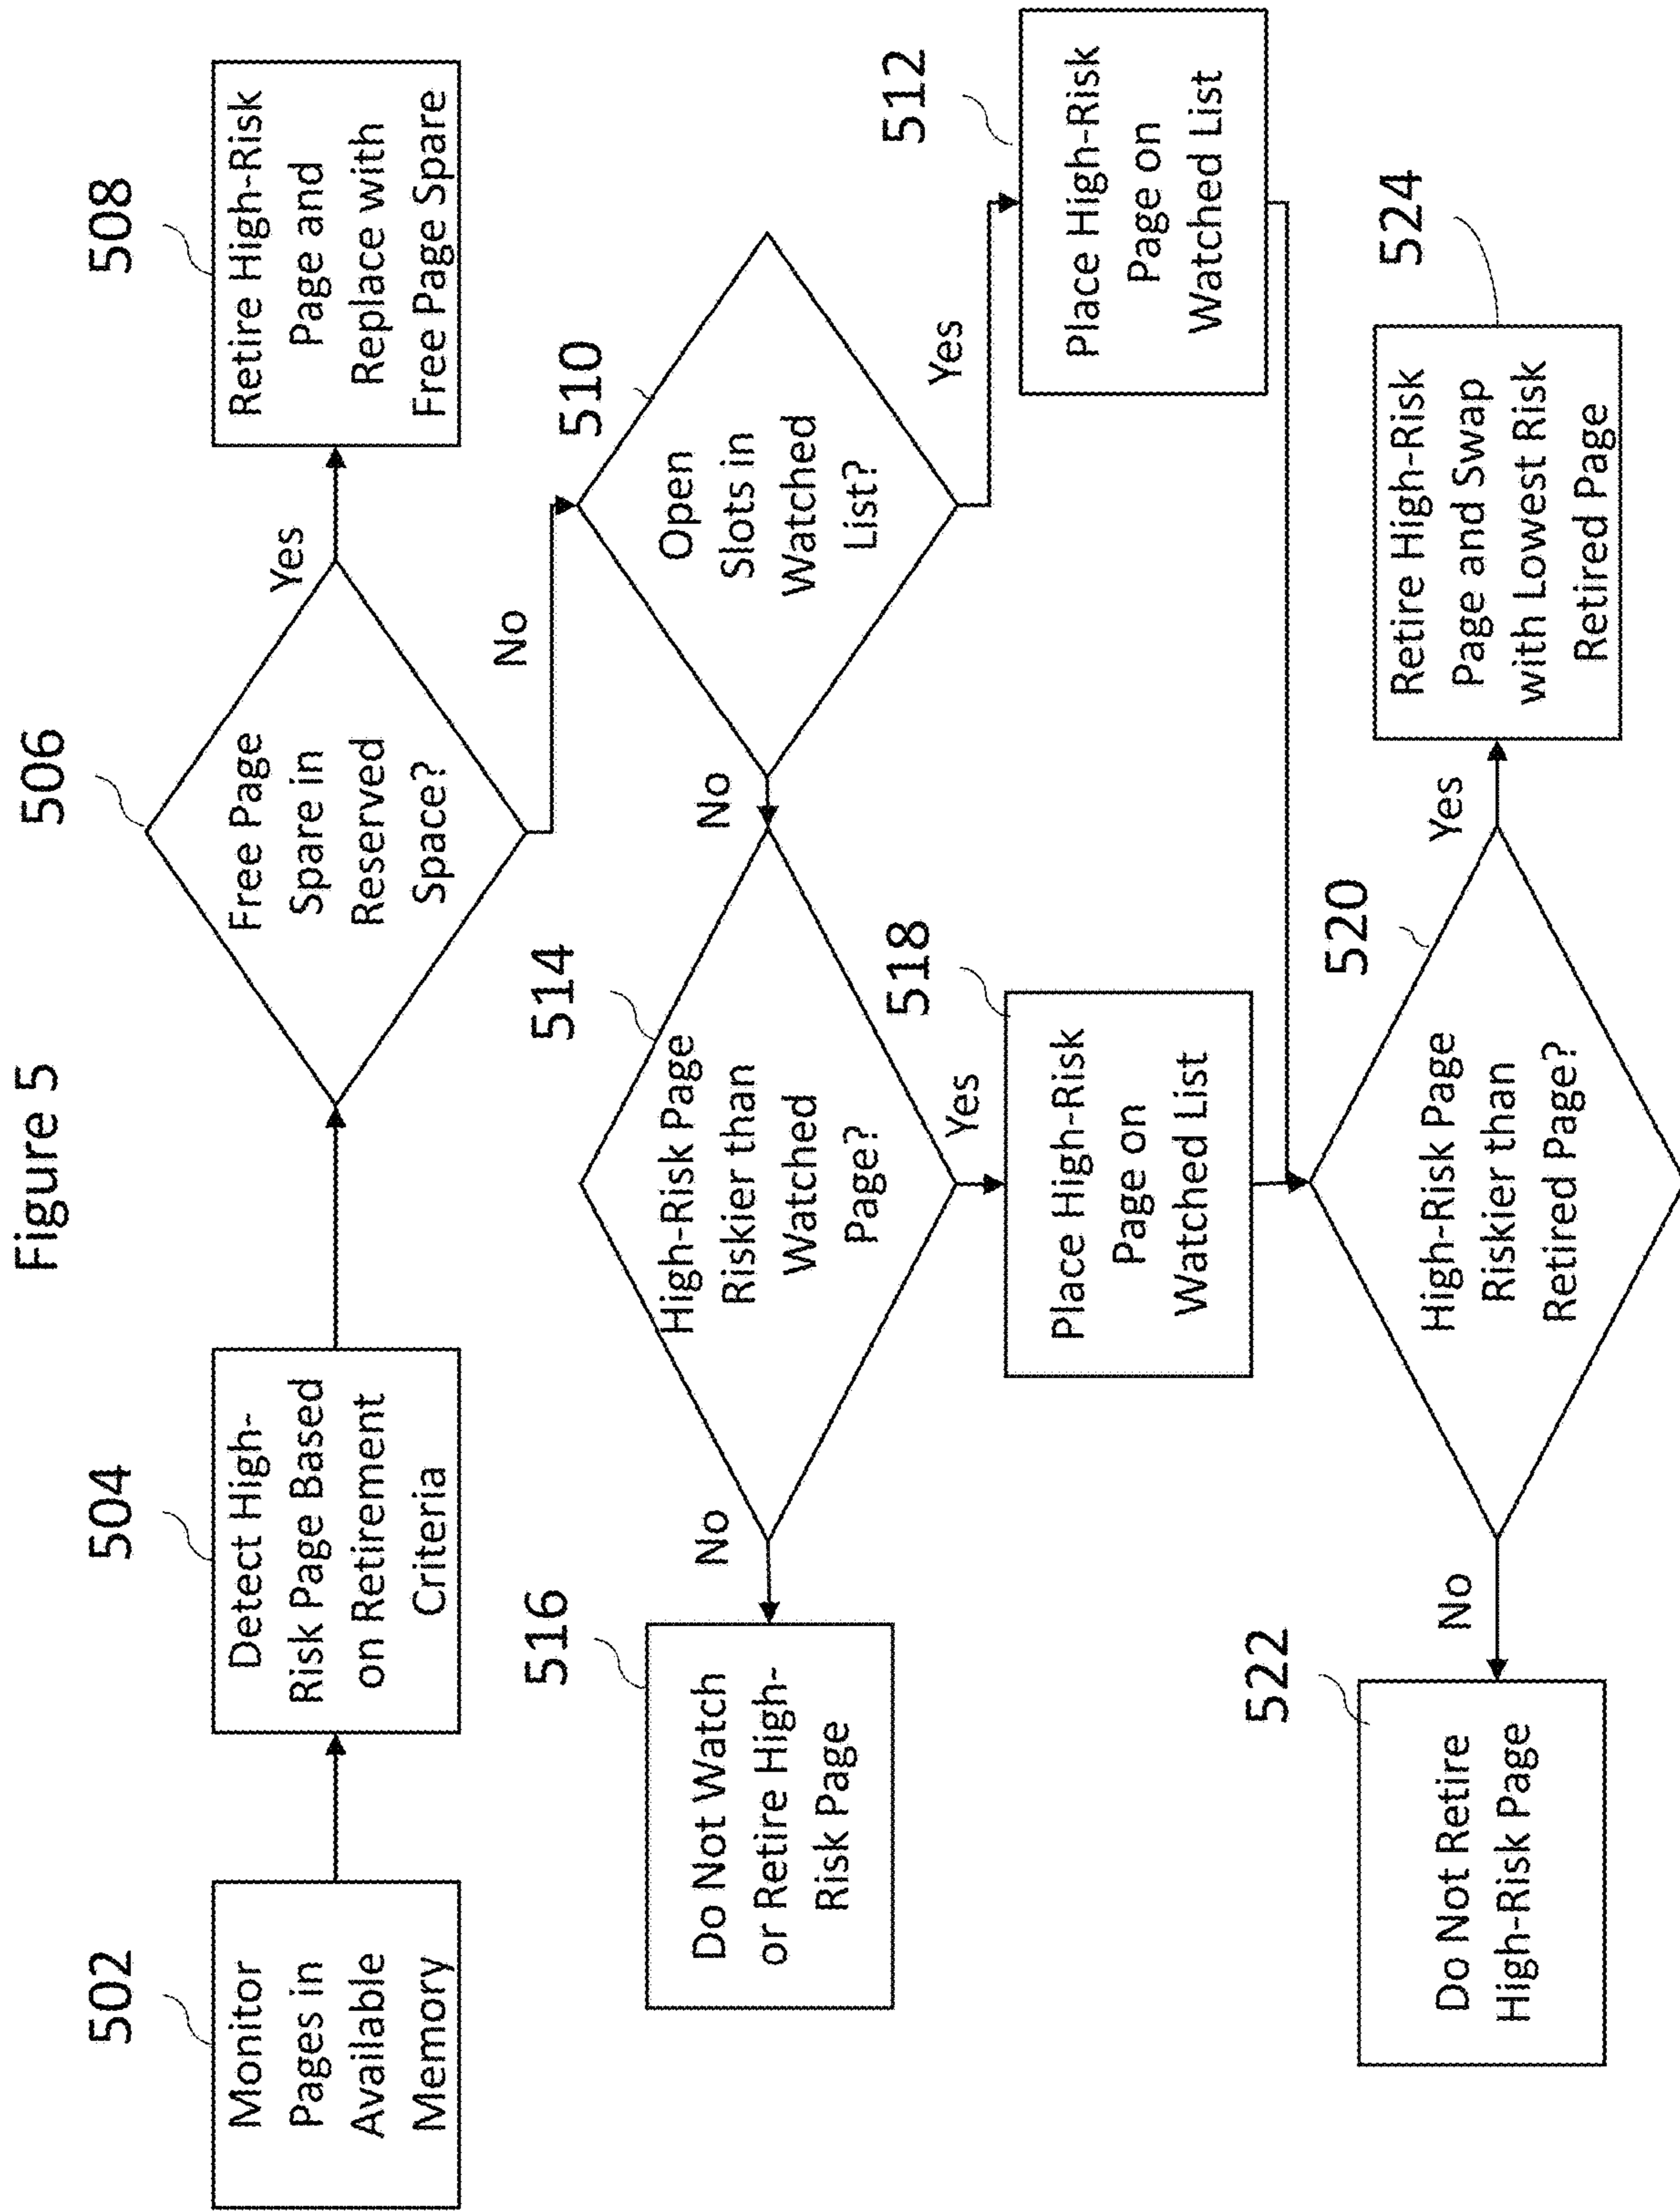 Figure 5
502
Monitor
Pages in
Available
Memory
504
Detect High-
Risk Page Based
on Retirement
Criteria
506
Free Page
Spare in
Reserved
Space?
Yes
508
Retire High-Risk
Page and
Replace with
Free Page Spare
No
510
Open
Slots in
Watched
List?
Yes
512
Place High-Risk
Page on
Watched List
No
514
High-Risk Page
Riskier than
Watched
Page?
No
516
Do Not Watch
or Retire High-
Risk Page
Yes
518
Place High-Risk
Page on
Watched List
520
High-Risk Page
Riskier than
Retired Page?
No
522
Do Not Retire
High-Risk Page
Yes
524
Retire High-Risk
Page and Swap
with Lowest Risk
Retired Page